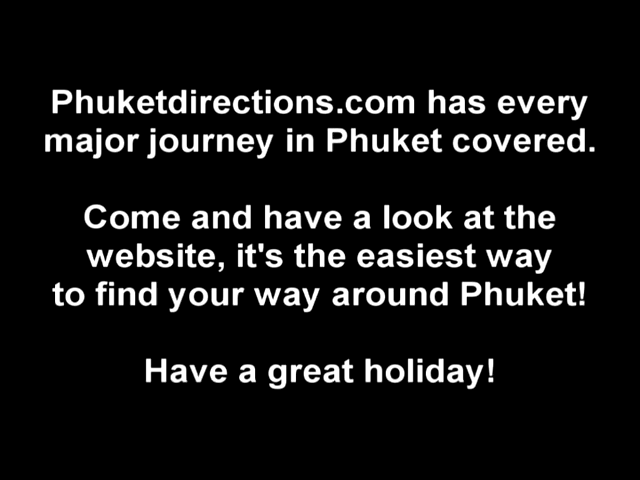 Phuketdirections.com has every
major journey in Phuket covered.
Come and have a look at the
website, it's the easiest way
to find your way around Phuket!
Have a great holiday!